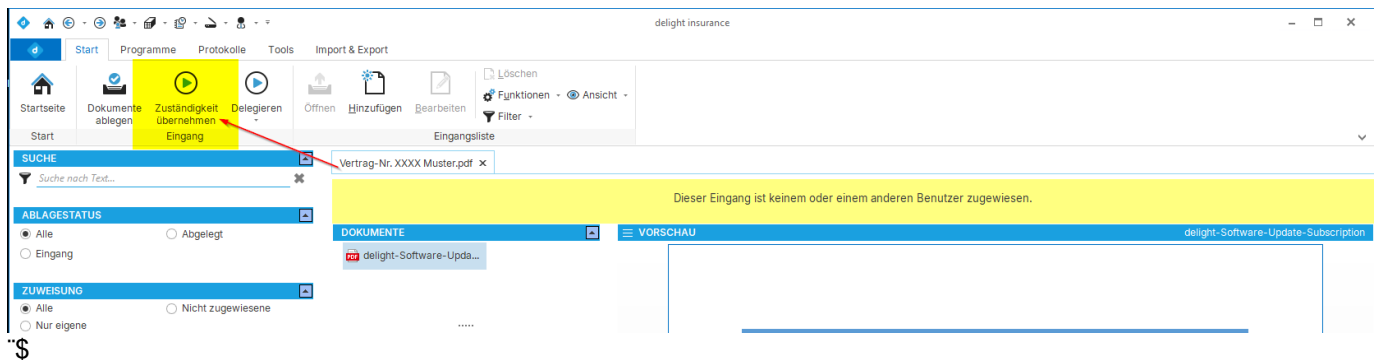 delight insurance
Start Programme Protokolle Tools Import & Export
Startseite
Dokumente ablegen
Zuständigkeit übernehmen
Delegieren
Öffnen
Hinzufügen
Bearbeiten
Löschen
Funktionen
Ansicht
Filter
Start
Eingang
Eingangsliste
SUCHE
Suche nach Text...
Vertrag-Nr. XXXX Muster.pdf
Dieser Eingang ist keinem oder einem anderen Benutzer zugewiesen.
ABLAGESTATUS
Alle
Abgelegt
Eingang
DOKUMENTE
PDF delight-Software-Upda...
VORSCHAU
delight-Software-Update-Subscription
ZUWEISUNG
Alle
Nicht zugewiesene
Nur eigene
.....
¨$